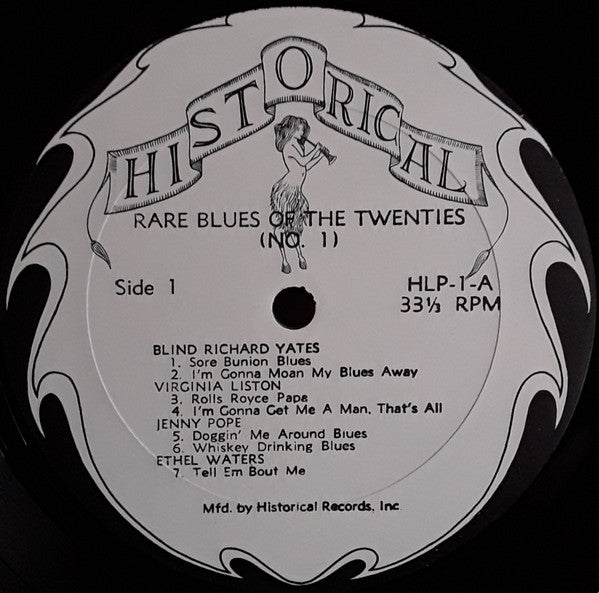 HISTORICAL
RARE BLUES OF THE TWENTIES
(NO. 1)
Side 1
HLP-1-A
33⅓ RPM
BLIND RICHARD YATES
1. Sore Bunion Blues
2. I'm Gonna Moan My Blues Away
VIRGINIA LISTON
3. Rolls Royce Papa
4. I'm Gonna Get Me A Man, That's All
JENNY POPE
5. Doggin' Me Around Blues
6. Whiskey Drinking Blues
ETHEL WATERS
7. Tell Em Bout Me
Mfd. by Historical Records, Inc.